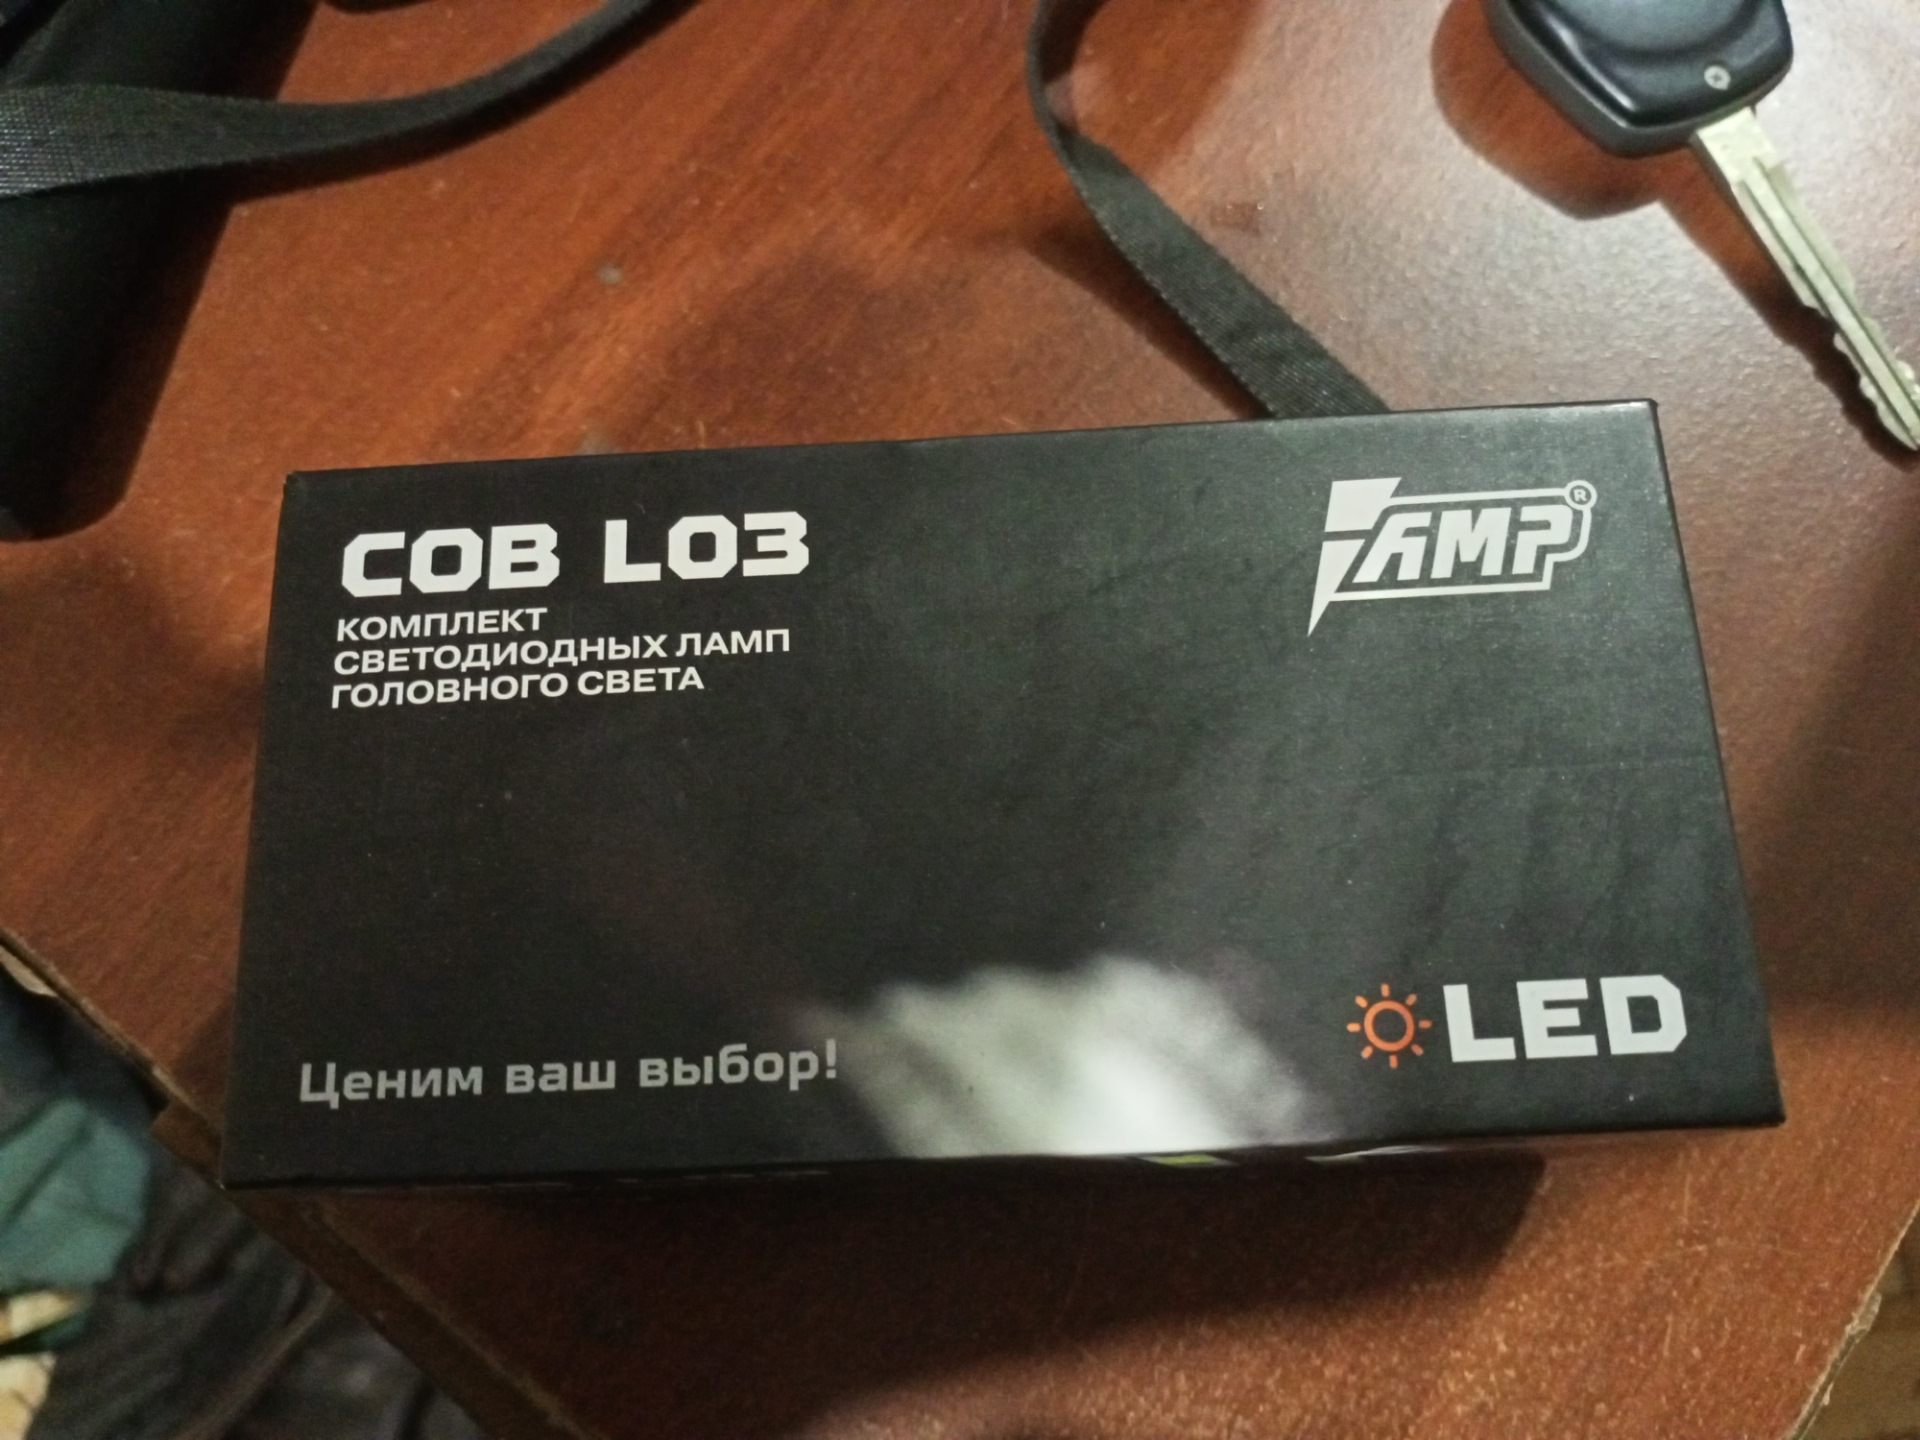 COB L03
КОМПЛЕКТ
СВЕТОДИОДНЫХ ЛАМП
ГОЛОВНОГО СВЕТА
AMP®
LED
Ценим ваш выбор!